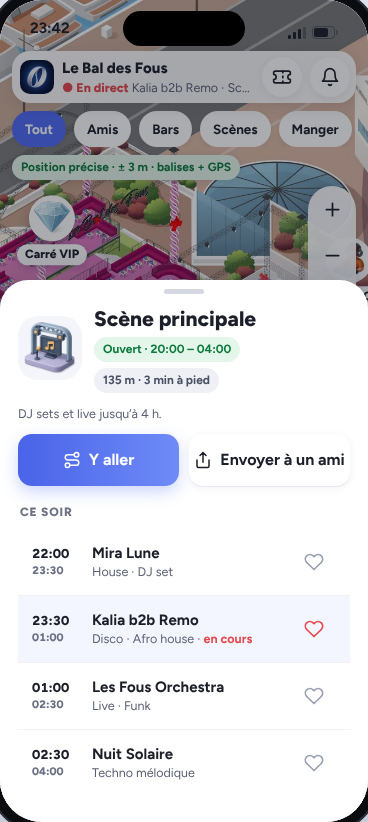 23:42
Le Bal des Fous
En direct Kalia b2b Remo · Sc...
Tout
Amis
Bars
Scènes
Manger
Position précise · ± 3 m · balises + GPS
Carré VIP
Scène principale
Ouvert · 20:00 – 04:00
135 m · 3 min à pied
DJ sets et live jusqu'à 4 h.
Y aller
Envoyer à un ami
CE SOIR
22:00 Mira Lune
23:30 House · DJ set
23:30 Kalia b2b Remo
01:00 Disco · Afro house · en cours
01:00 Les Fous Orchestra
02:30 Live · Funk
02:30 Nuit Solaire
04:00 Techno mélodique